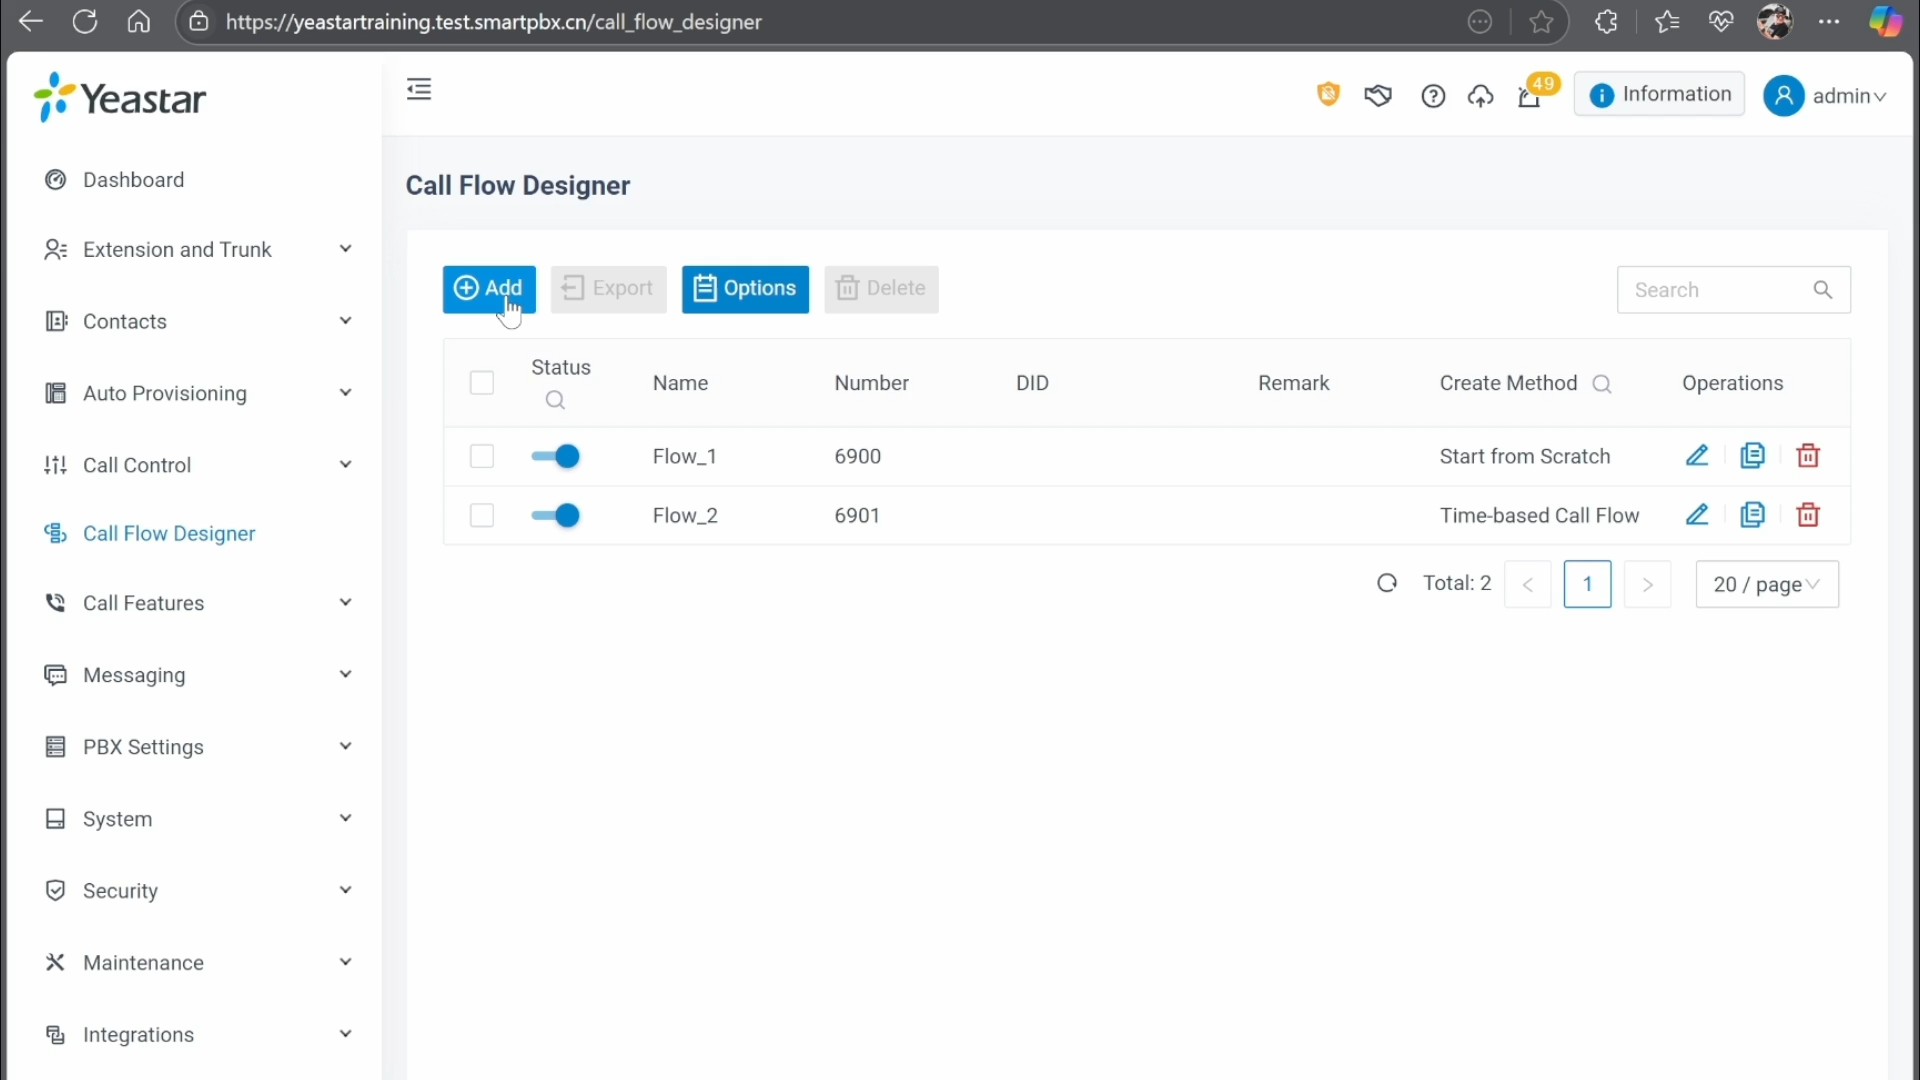 https://yeastartraining.test.smartpbx.cn/call_flow_designer
Yeastar
49
Information
admin
Dashboard
Extension and Trunk
Contacts
Auto Provisioning
Call Control
Call Flow Designer
Call Features
Messaging
PBX Settings
System
Security
Maintenance
Integrations
Call Flow Designer
Add
Export
Options
Delete
Search
Status
Name
Number
DID
Remark
Create Method
Operations
Flow_1
6900
Start from Scratch
Flow_2
6901
Time-based Call Flow
Total: 2
<
1
>
20 / page